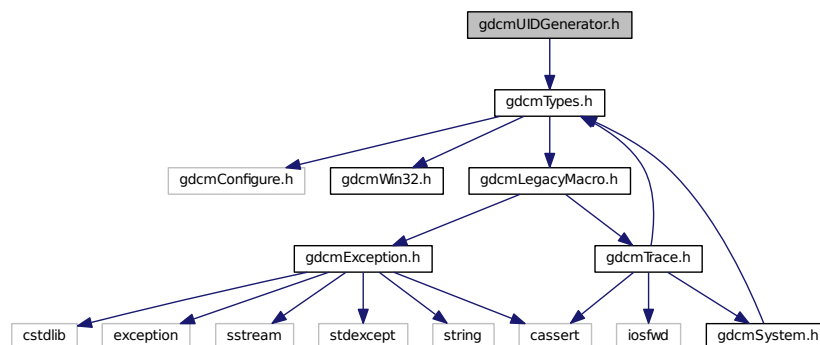 gdcmUIDGenerator.h
gdcmTypes.h
gdcmConfigure.h
gdcmWin32.h
gdcmLegacyMacro.h
gdcmException.h
gdcmTrace.h
cstdlib
exception
sstream
stdexcept
string
cassert
iosfwd
gdcmSystem.h